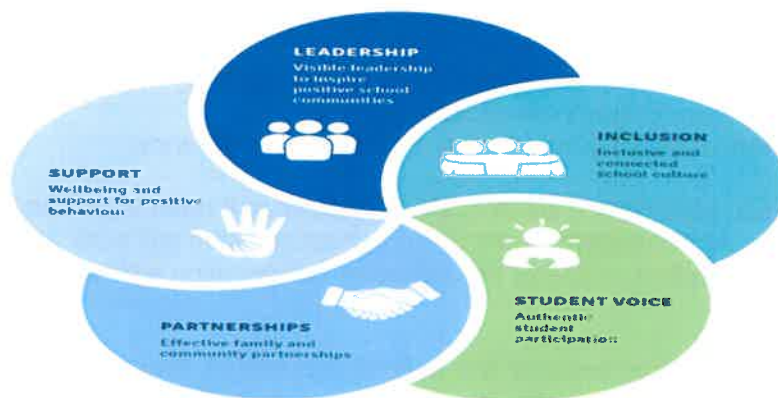 LEADERSHIP
Visible leadership
to inspire
positive school
communities
INCLUSION
Inclusive and
connected
school culture
SUPPORT
Wellbeing and
support for positive
behaviour
STUDENT VOICE
Authentic
student
participation
PARTNERSHIPS
Effective family and
community partnerships